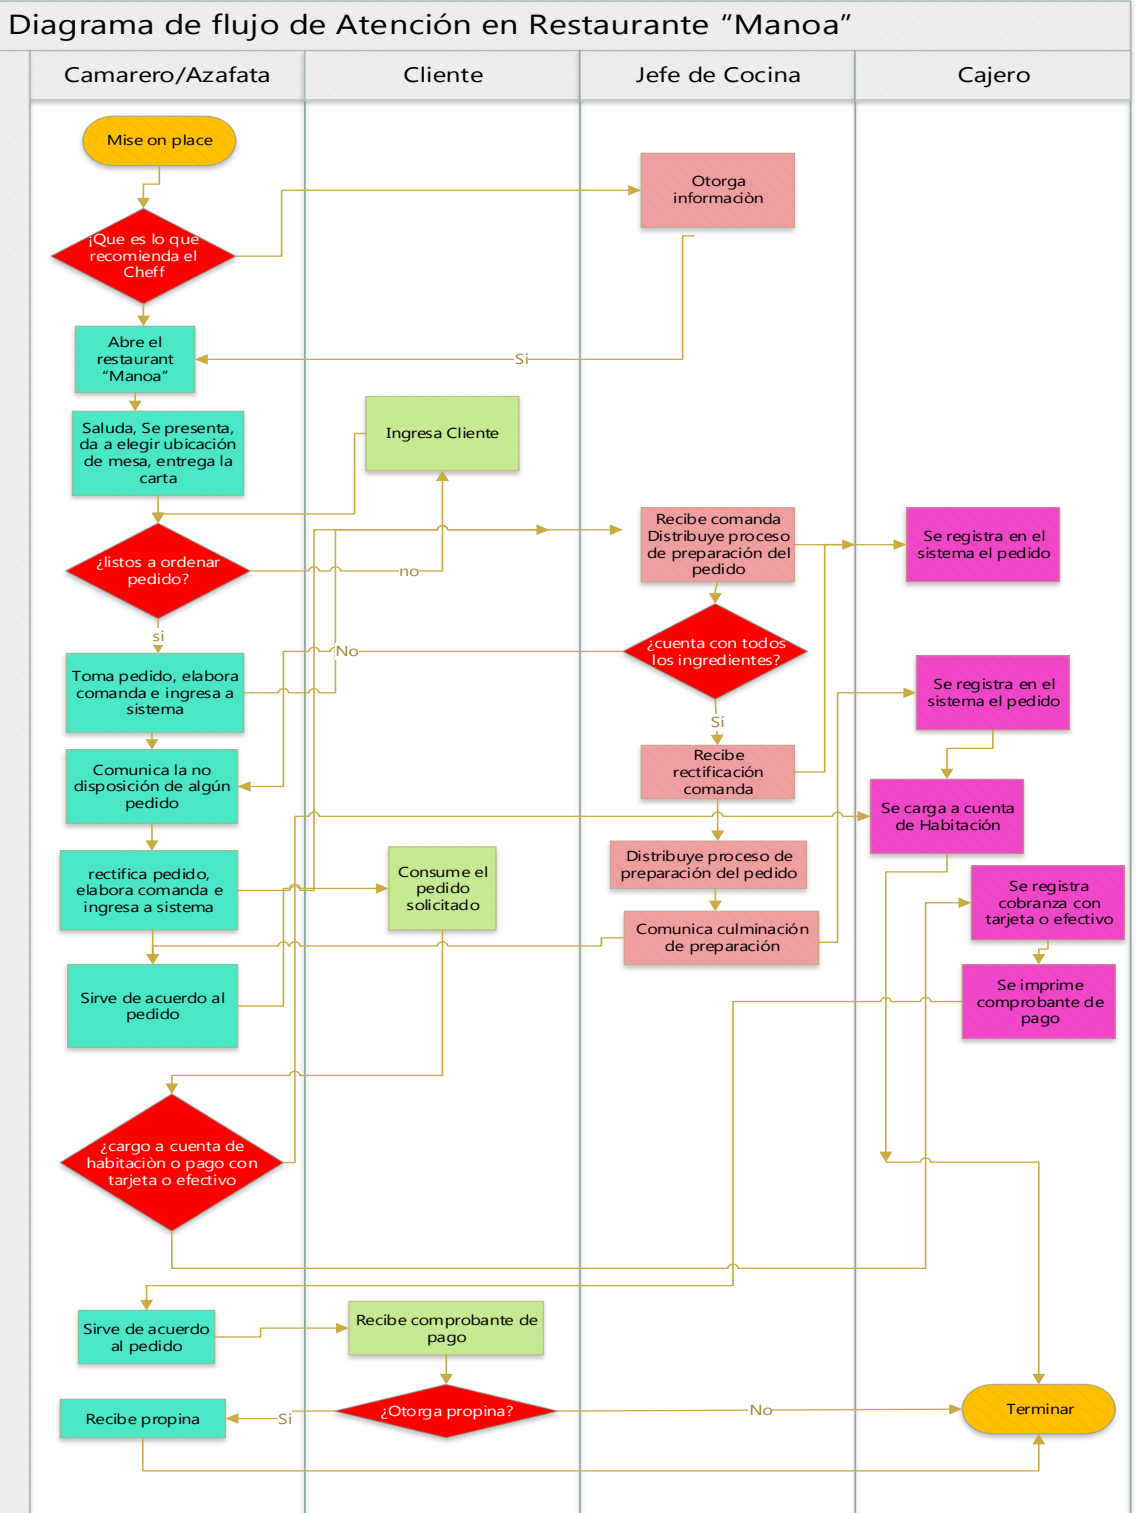 Diagrama de flujo de Atención en Restaurante “Manoa”
Camarero/Azafata
Cliente
Jefe de Cocina
Cajero
Mise on place
Otorga
informaciòn
¡Que es lo que
recomienda el
Cheff
Abre el
restaurant
“Manoa”
Si
Saluda, Se presenta,
da a elegir ubicación
de mesa, entrega la
carta
Ingresa Cliente
¿listos a ordenar
pedido?
no
si
Recibe comanda
Distribuye proceso
de preparación del
pedido
Se registra en el
sistema el pedido
¿cuenta con todos
los ingredientes?
No
Sí
Toma pedido, elabora
comanda e ingresa a
sistema
Se registra en el
sistema el pedido
Comunica la no
disposición de algún
pedido
Recibe
rectificación
comanda
Se carga a cuenta
de Habitación
rectifica pedido,
elabora comanda e
ingresa a sistema
Consume el
pedido
solicitado
Distribuye proceso de
preparación del pedido
Se registra
cobranza con
tarjeta o efectivo
Comunica culminación
de preparación
Sirve de acuerdo al
pedido
Se imprime
comprobante de
pago
¿cargo a cuenta de
habitaciòn o pago con
tarjeta o efectivo
Sirve de acuerdo
al pedido
Recibe comprobante de
pago
Recibe propina
Si
¿Otorga propina?
No
Terminar